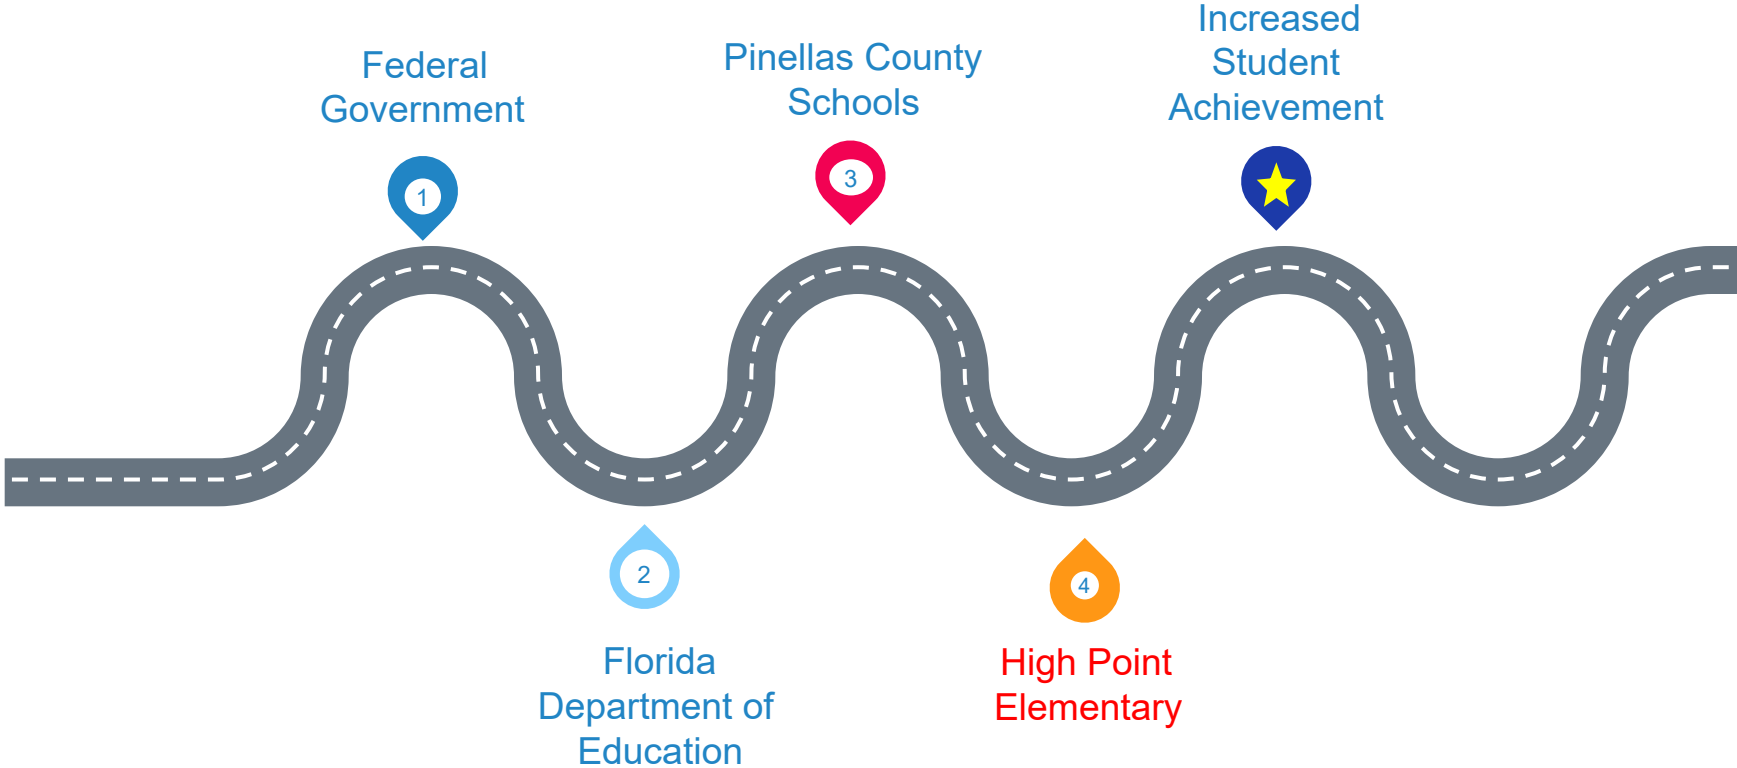 Federal
Government
1
Florida
Department of
Education
2
Pinellas County
Schools
3
High Point
Elementary
4
Increased
Student
Achievement